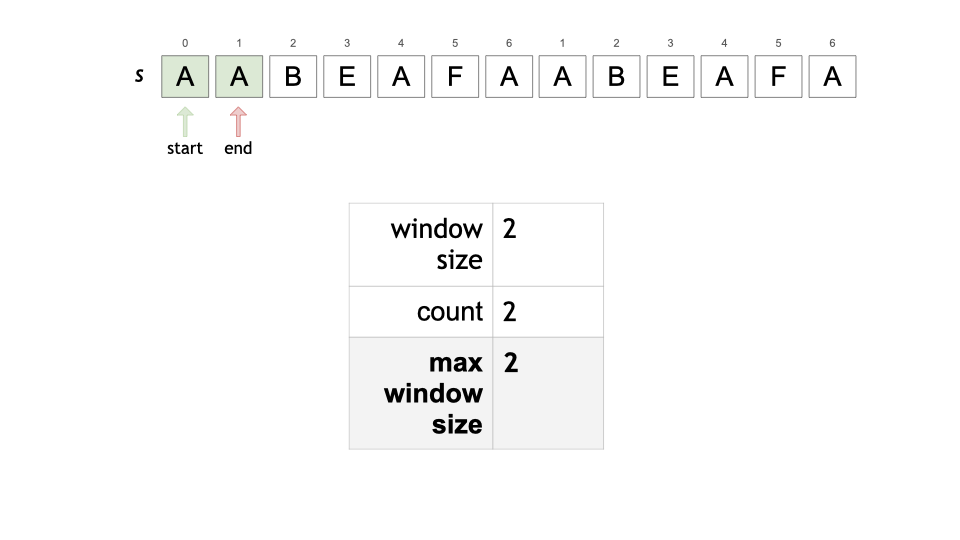 0 1 2 3 4 5 6 1 2 3 4 5 6
s A A B E A F A A B E A F A
start end
window size 2
count 2
max window size 2